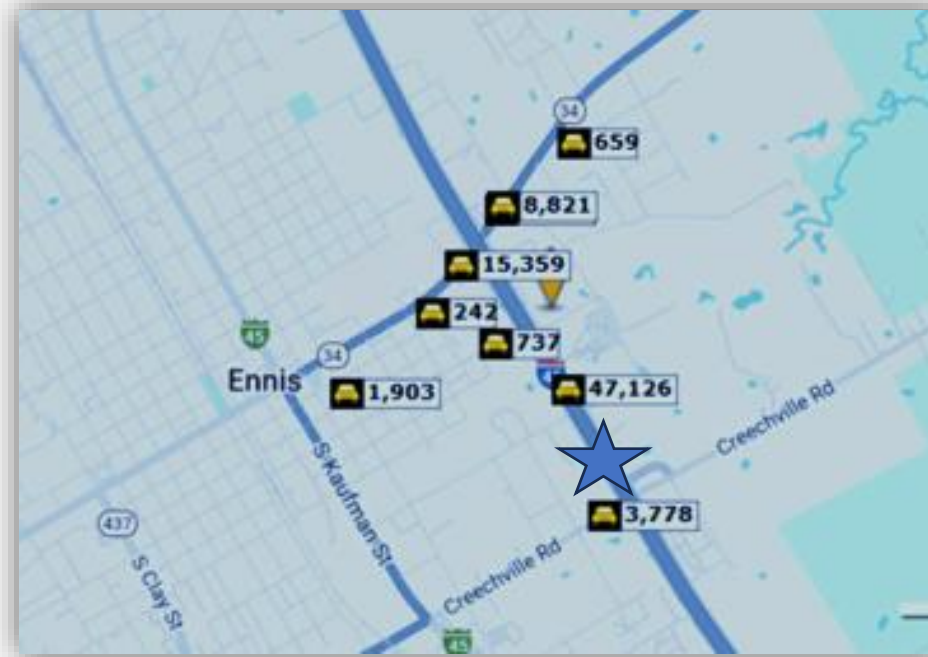 34
659
8,821
15,359
242
737
45
34
Ennis
1,903
47,126
Creechville Rd
S Kaufman St
3,778
437
S Clay St
Creechville Rd
45